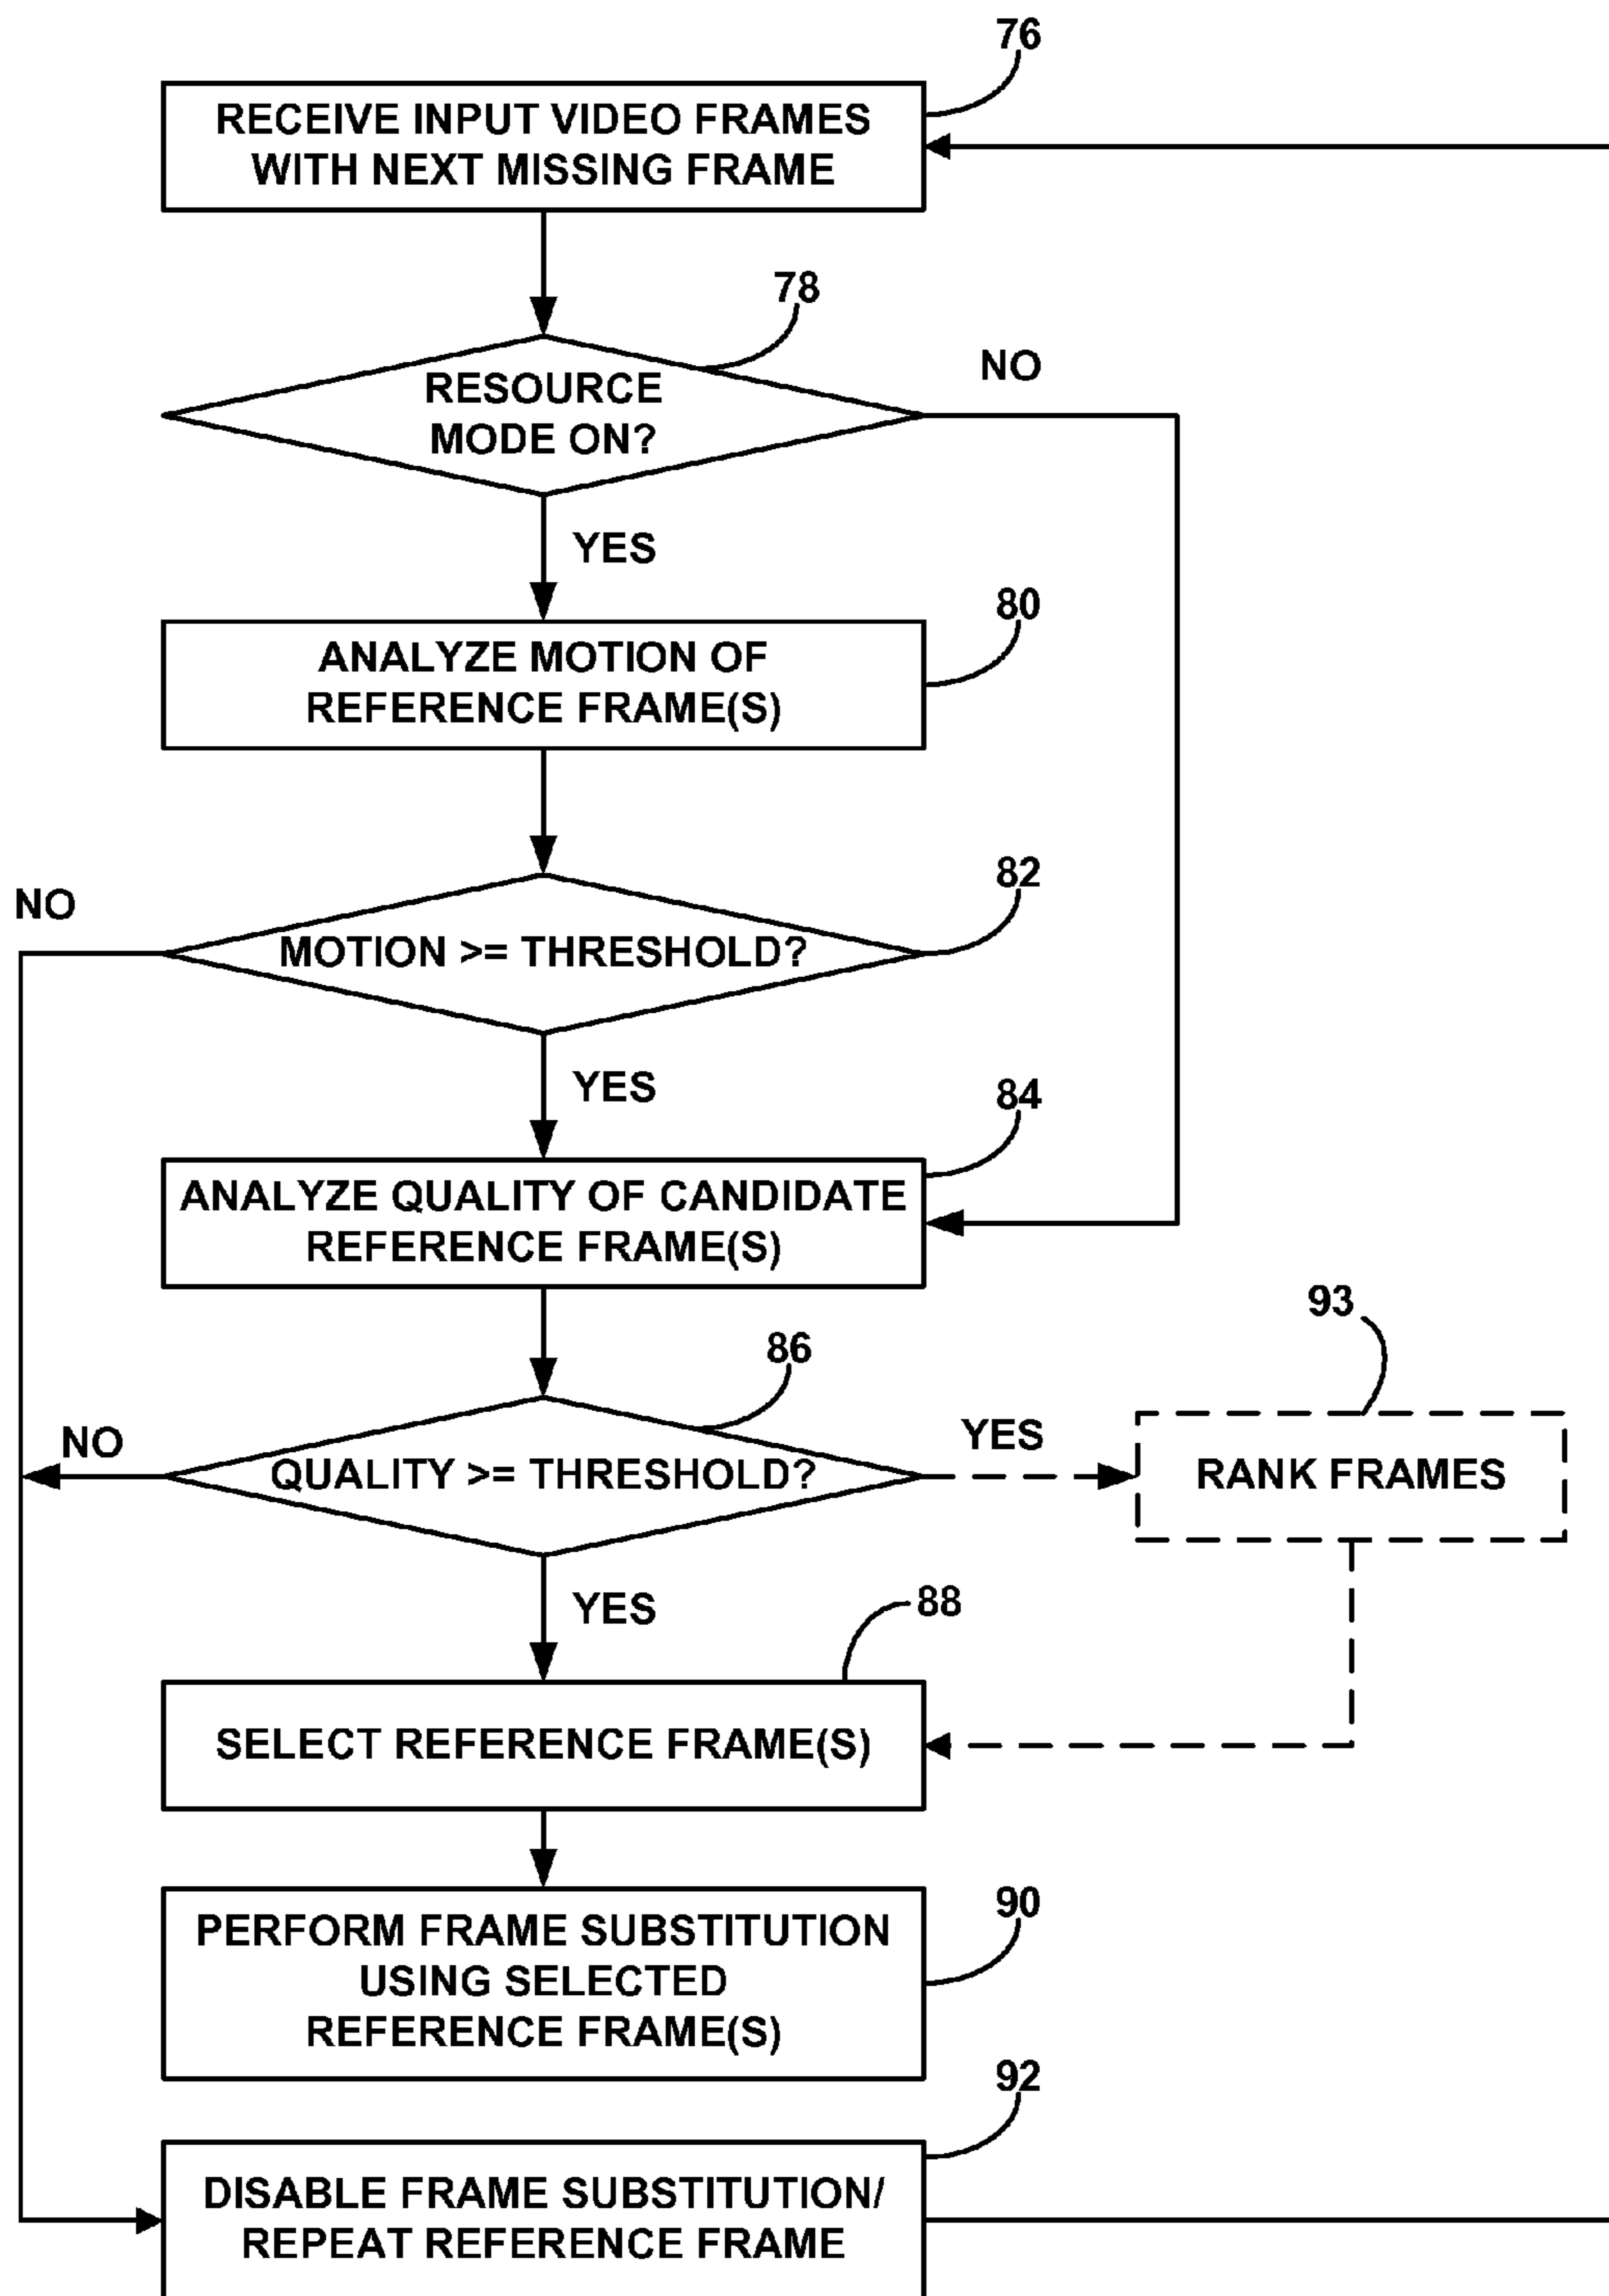 76
RECEIVE INPUT VIDEO FRAMES
WITH NEXT MISSING FRAME
78
NO
RESOURCE
MODE ON?
YES
80
ANALYZE MOTION OF
REFERENCE FRAME(S)
82
NO
MOTION >= THRESHOLD?
YES
84
ANALYZE QUALITY OF CANDIDATE
REFERENCE FRAME(S)
93
86
NO
YES
QUALITY >= THRESHOLD?
RANK FRAMES
YES
88
SELECT REFERENCE FRAME(S)
90
PERFORM FRAME SUBSTITUTION
USING SELECTED
REFERENCE FRAME(S)
92
DISABLE FRAME SUBSTITUTION/
REPEAT REFERENCE FRAME